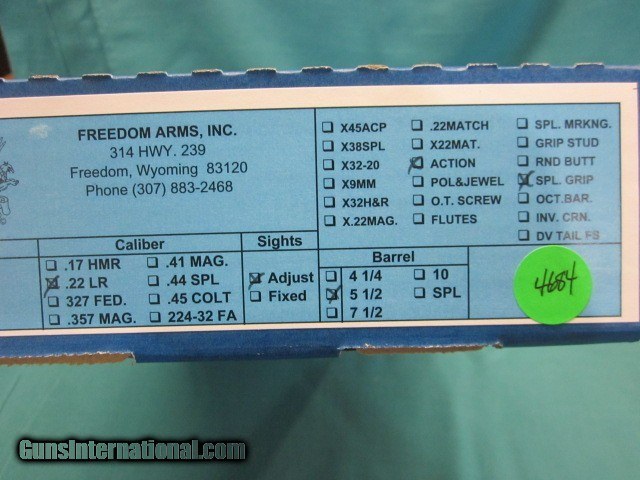 FREEDOM ARMS, INC.
314 HWY. 239
Freedom, Wyoming 83120
Phone (307) 883-2468
X45ACP
X38SPL
X32-20
X9MM
X32H&R
X.22MAG.
.22MATCH
X22MAT.
ACTION
POL&JEWEL
O.T. SCREW
FLUTES
SPL. MRKNG.
GRIP STUD
RND BUTT
SPL. GRIP
OCT.BAR.
INV. CRN.
DV TAIL FS
Caliber
.17 HMR
.22 LR
327 FED.
.357 MAG.
.41 MAG.
.44 SPL
.45 COLT
224-32 FA
Sights
Adjust
Fixed
Barrel
4 1/4
5 1/2
7 1/2
10
SPL
4684
GunsInternational.com